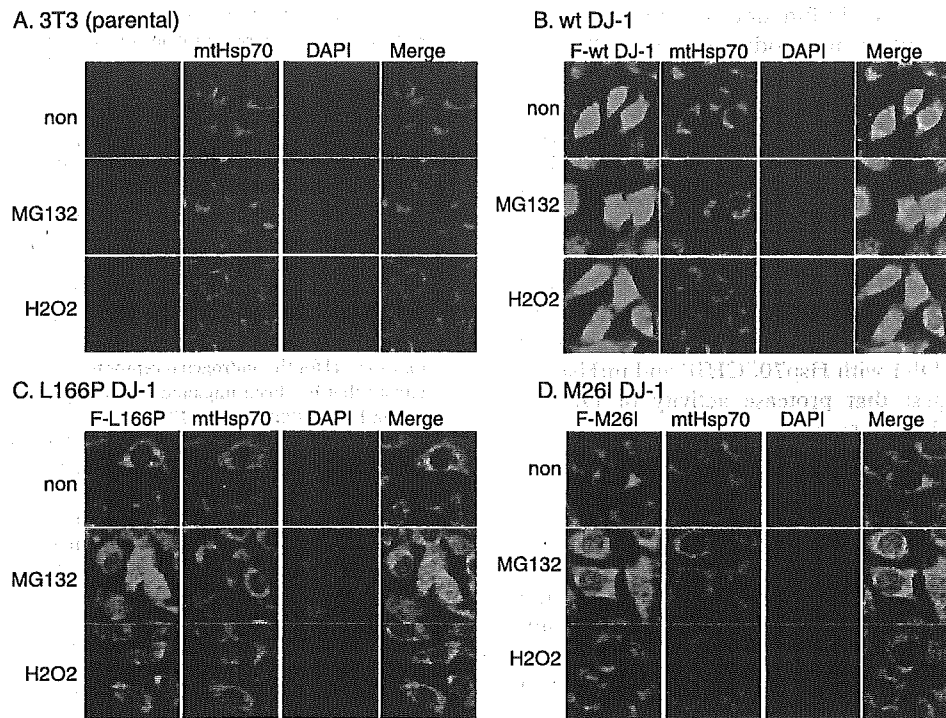 A. 3T3 (parental)
mtHsp70 DAPI Merge
non
MG132
H2O2
B. wt DJ-1
F-wt DJ-1 mtHsp70 DAPI Merge
non
MG132
H2O2
C. L166P DJ-1
F-L166P mtHsp70 DAPI Merge
non
MG132
H2O2
D. M26I DJ-1
F-M26I mtHsp70 DAPI Merge
non
MG132
H2O2